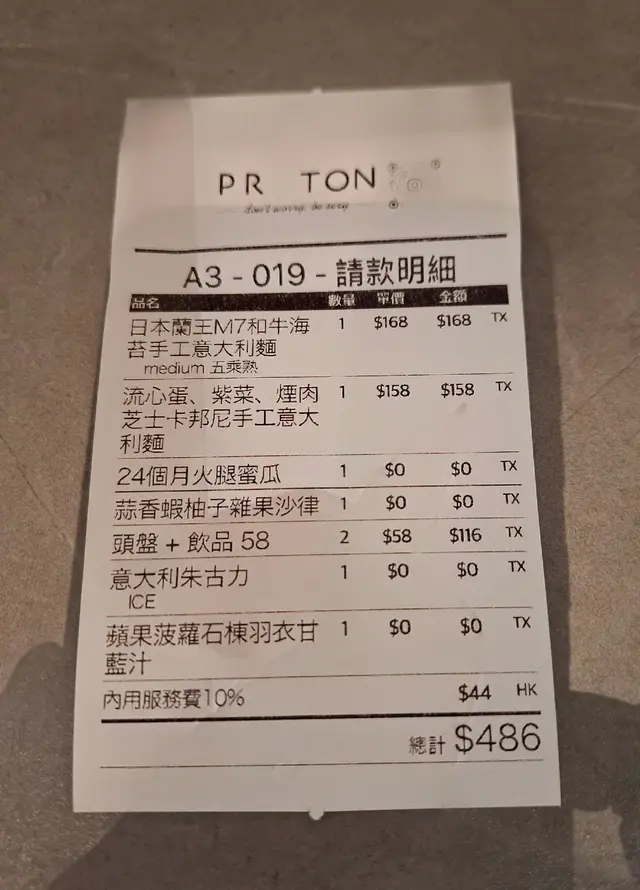 PR TON
don't worry, be sexy
A3 - 019 - 請款明細
品名 數量 單價 金額
日本蘭王M7和牛海 1 $168 $168 TX
苔手工意大利麵
medium 五乘熟
流心蛋、紫菜、煙肉 1 $158 $158 TX
芝士卡邦尼手工意大
利麵
24個月火腿蜜瓜 1 $0 $0 TX
蒜香蝦柚子雜果沙律 1 $0 $0 TX
頭盤 + 飲品 58 2 $58 $116 TX
意大利朱古力 1 $0 $0 TX
ICE
蘋果菠蘿石棟羽衣甘 1 $0 $0 TX
藍汁
內用服務費10% $44 HK
總計 $486